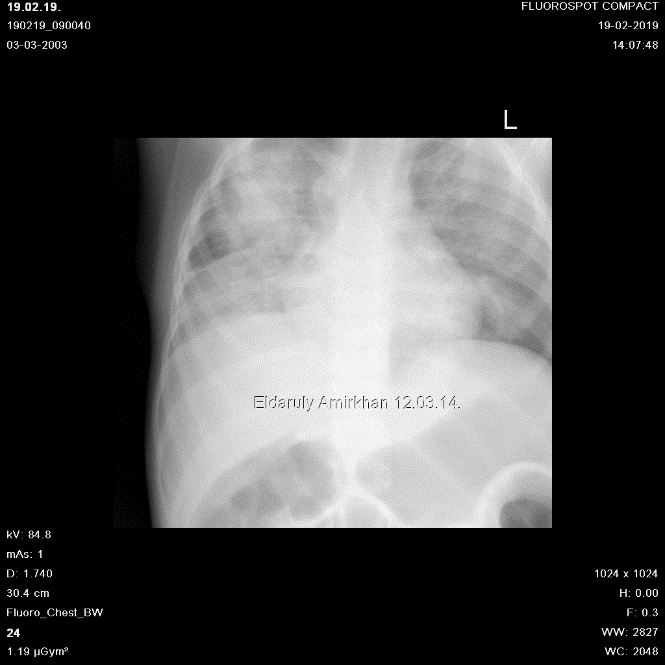 19.02.19.
190219_090040
03-03-2003
FLUOROSPOT COMPACT
19-02-2019
14:07:48
L
Eldaruly Amirkhan 12.03.14.
kV: 84.8
mAs: 1
D: 1.740
30.4 cm
Fluoro_Chest_BW
24
1.19 µGym²
1024 x 1024
H: 0.00
F: 0.3
WW: 2827
WC: 2048